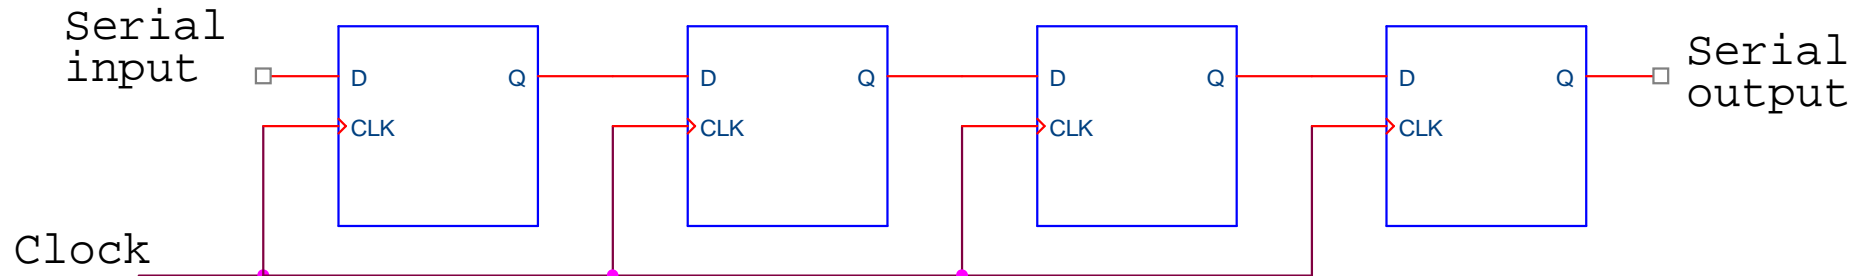 Serial
input
D
Q
CLK
D
Q
CLK
D
Q
CLK
D
Q
CLK
Serial
output
Clock